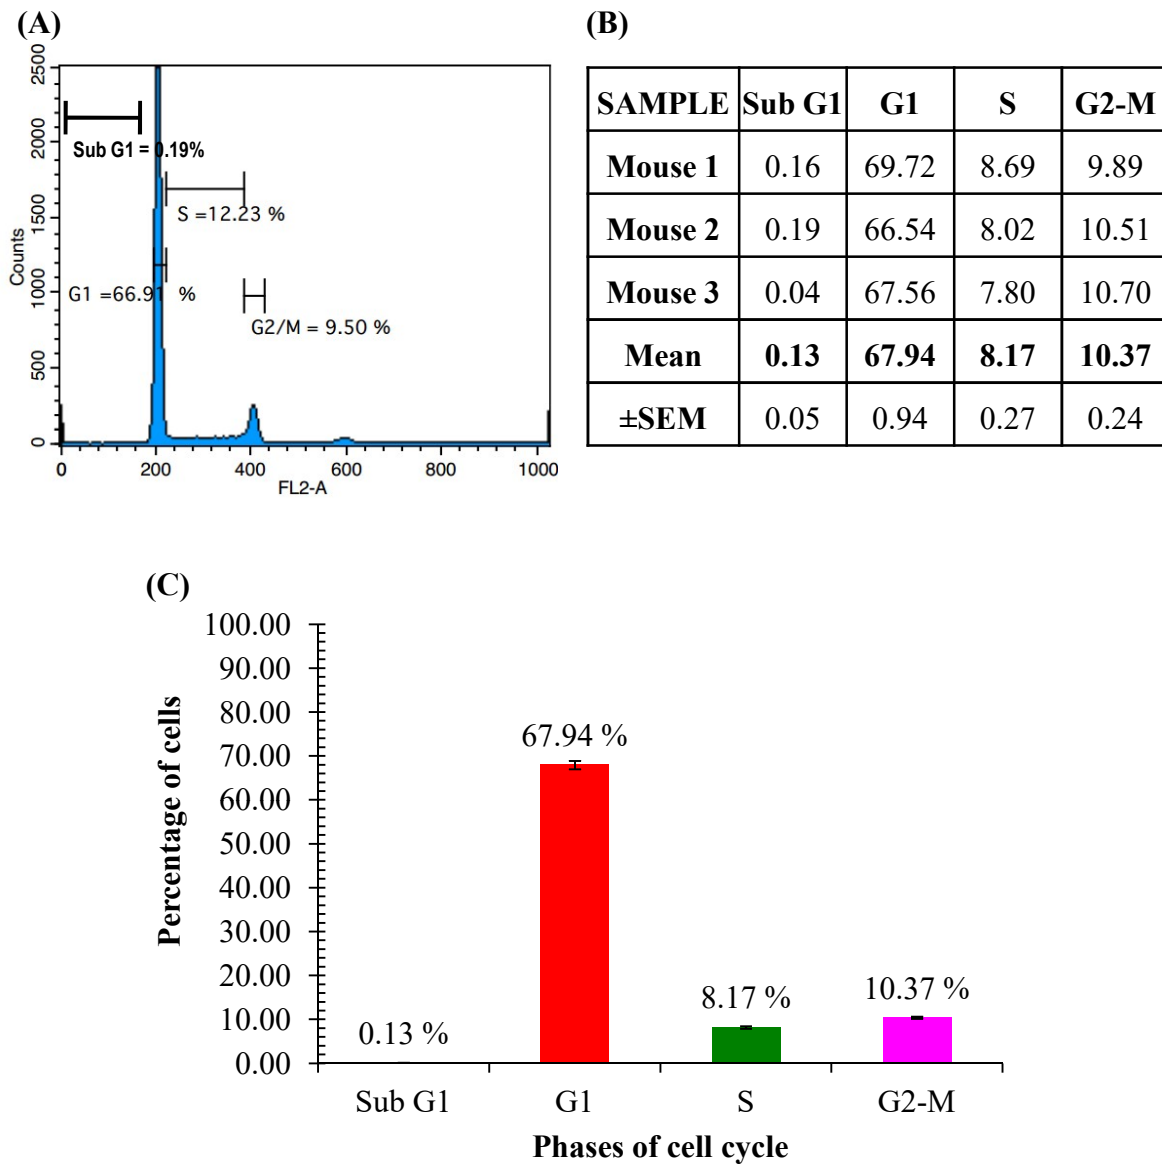 (A)
2500
2000
1500
1000
500
0
Counts
Sub G1 = 0.19%
S =12.23 %
G1 =66.91 %
G2/M = 9.50 %
0 200 400 600 800 1000
FL2-A
(B)
SAMPLE Sub G1 G1 S G2-M
Mouse 1 0.16 69.72 8.69 9.89
Mouse 2 0.19 66.54 8.02 10.51
Mouse 3 0.04 67.56 7.80 10.70
Mean 0.13 67.94 8.17 10.37
±SEM 0.05 0.94 0.27 0.24
(C)
Percentage of cells
100.00
90.00
80.00
70.00
60.00
50.00
40.00
30.00
20.00
10.00
0.00
0.13 %
67.94 %
8.17 %
10.37 %
Sub G1 G1 S G2-M
Phases of cell cycle